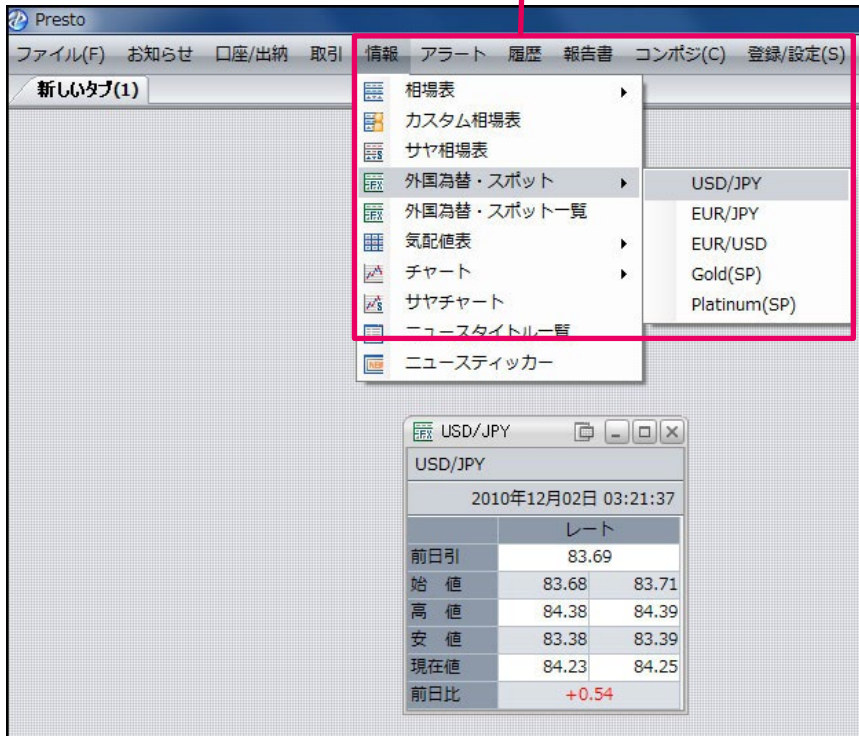 Presto
ファイル(F) お知らせ 口座/出納 取引 情報 アラート 履歴 報告書 コンポジ(C) 登録/設定(S)
新しいタブ(1)
相場表
カスタム相場表
サヤ相場表
外国為替・スポット
USD/JPY
外国為替・スポット一覧
EUR/JPY
気配値表
EUR/USD
チャート
Gold(SP)
サヤチャート
Platinum(SP)
ニュースタイトル一覧
ニュースティッカー
USD/JPY
USD/JPY
2010年12月02日 03:21:37
レート
前日引 83.69
始 値 83.68 83.71
高 値 84.38 84.39
安 値 83.38 83.39
現在値 84.23 84.25
前日比 +0.54